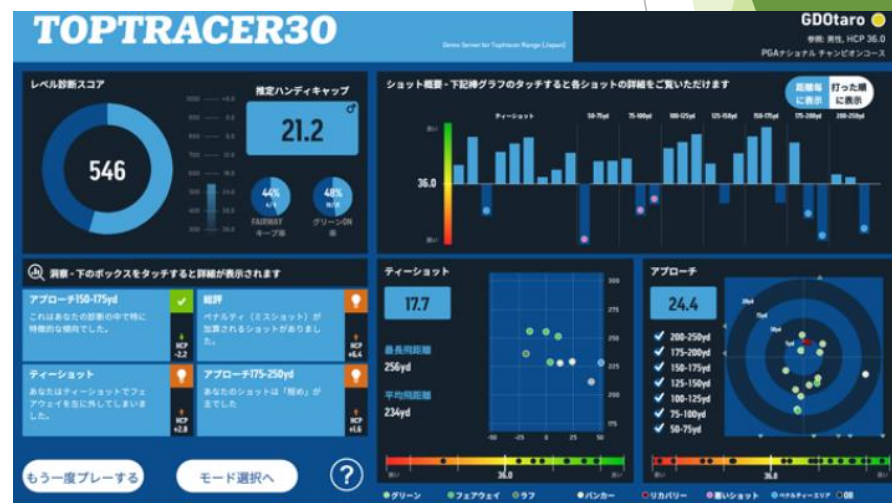 TOPTRACER30
Demo Server for Toptracer Range [Japan]
GDOtaro
参照: 男性, HCP 36.0
PGAナショナル チャンピオンコース
レベル診断スコア
推定ハンディキャップ
546
21.2
44%
FAIRWAY
キープ率
48%
グリーンON
率
ショット概要 - 下記棒グラフのタッチすると各ショットの詳細をご覧いただけます
距離毎
に表示
打った順
に表示
ティーショット
50-75yd
75-100yd
100-125yd
125-150yd
150-175yd
175-200yd
200-250yd
良い
36.0
悪い
洞察 - 下のボックスをタッチすると詳細が表示されます
アプローチ150-175yd
これはあなたの診断の中で特に
特徴的な傾向でした。
HCP
-2.2
総評
ペナルティ（ミスショット）が
加算されるショットがありまし
た。
HCP
+6.4
ティーショット
あなたはティーショットでフェ
アウェイを左に外してしまいま
した。
HCP
+2.8
アプローチ175-250yd
あなたのショットは「短め」が
主でした
HCP
+1.6
もう一度プレーする
モード選択へ
?
ティーショット
17.7
最長飛距離
256yd
平均飛距離
234yd
300
275
250
225
200
175
-50
-25
0
25
50
36.0
アプローチ
24.4
200-250yd
175-200yd
150-175yd
125-150yd
100-125yd
75-100yd
50-75yd
36.0
グリーン
フェアウェイ
ラフ
バンカー
リカバリー
悪いショット
ペナルティーエリア
OB